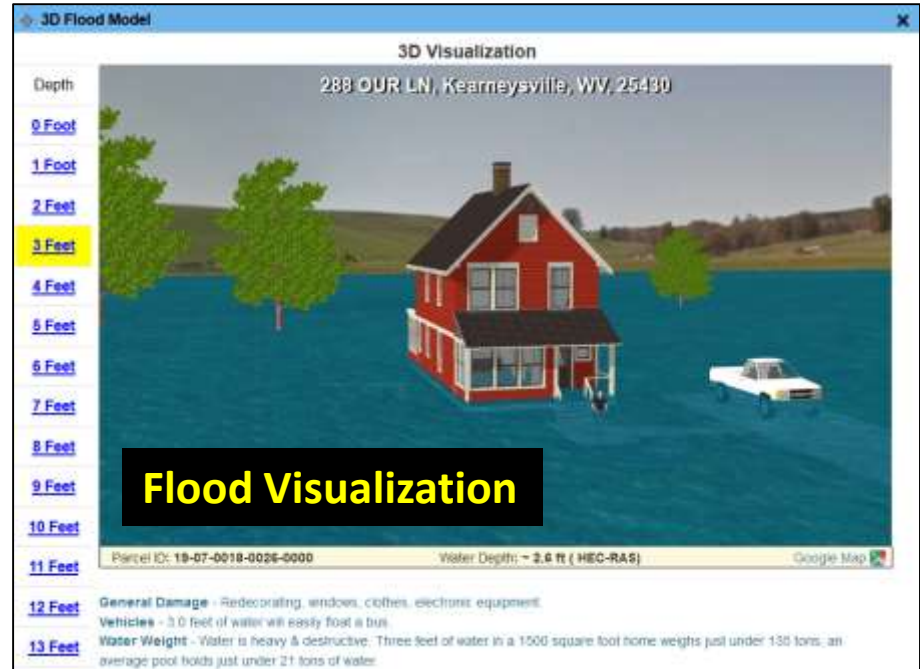 3D Flood Model
3D Visualization
Depth
288 OUR LN, Kearneysville, WV, 25430
0 Foot
1 Foot
2 Feet
3 Feet
4 Feet
5 Feet
6 Feet
7 Feet
8 Feet
9 Feet
10 Feet
11 Feet
12 Feet
13 Feet
Flood Visualization
Parcel ID: 19-07-0018-0026-0000 Water Depth: ~ 2.6 ft ( HEC-RAS) Google Map
General Damage - Redecorating, windows, clothes, electronic equipment.
Vehicles - 3.0 feet of water will easily float a bus.
Water Weight - Water is heavy & destructive. Three feet of water in a 1500 square foot home weighs just under 135 tons, an
average pool holds just under 21 tons of water.